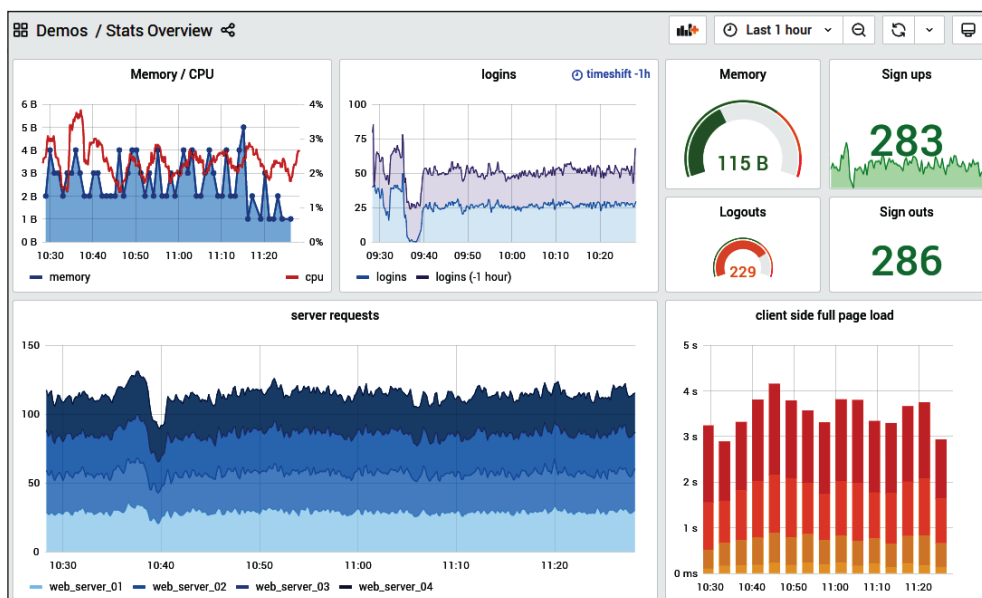 Demos / Stats Overview
Last 1 hour
Memory / CPU
6 B
5 B
4 B
3 B
2 B
1 B
0 B
4%
3%
2%
1%
0%
10:30 10:40 10:50 11:00 11:10 11:20
memory cpu
logins
timeshift -1h
100
75
50
25
0
09:30 09:40 09:50 10:00 10:10 10:20
logins logins (-1 hour)
Memory
115 B
Sign ups
283
Logouts
229
Sign outs
286
server requests
150
100
50
0
10:30 10:40 10:50 11:00 11:10 11:20
web_server_01 web_server_02 web_server_03 web_server_04
client side full page load
5 s
4 s
3 s
2 s
1 s
0 ms
10:30 10:40 10:50 11:00 11:10 11:20